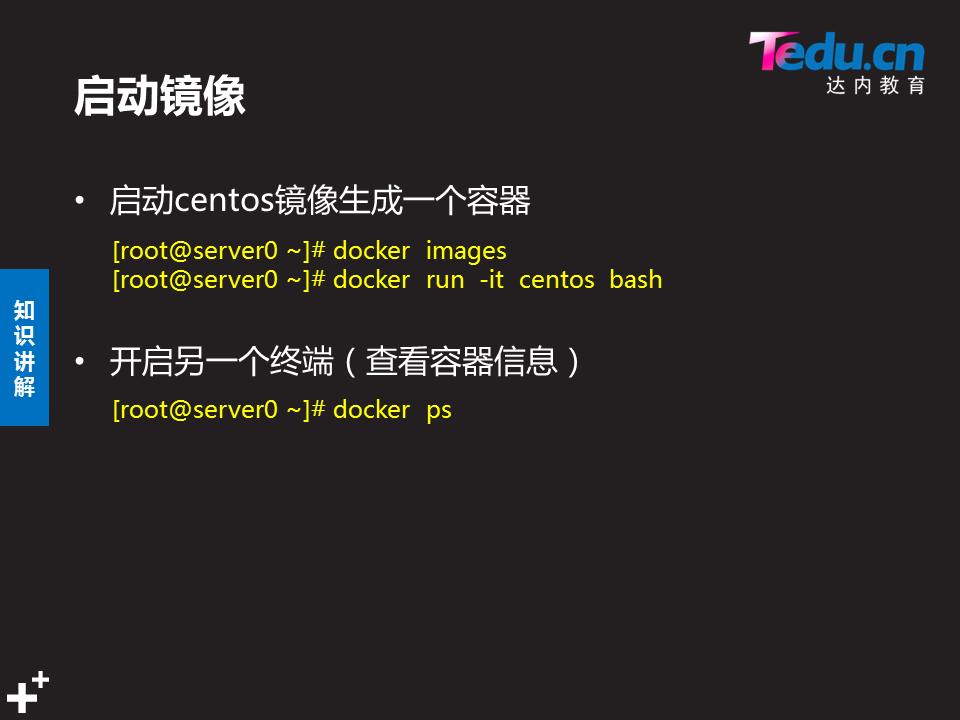 Tedu.cn
达内教育
启动镜像
• 启动centos镜像生成一个容器
[root@server0 ~]# docker  images
[root@server0 ~]# docker  run  -it  centos  bash
知识讲解
• 开启另一个终端（查看容器信息）
[root@server0 ~]# docker  ps